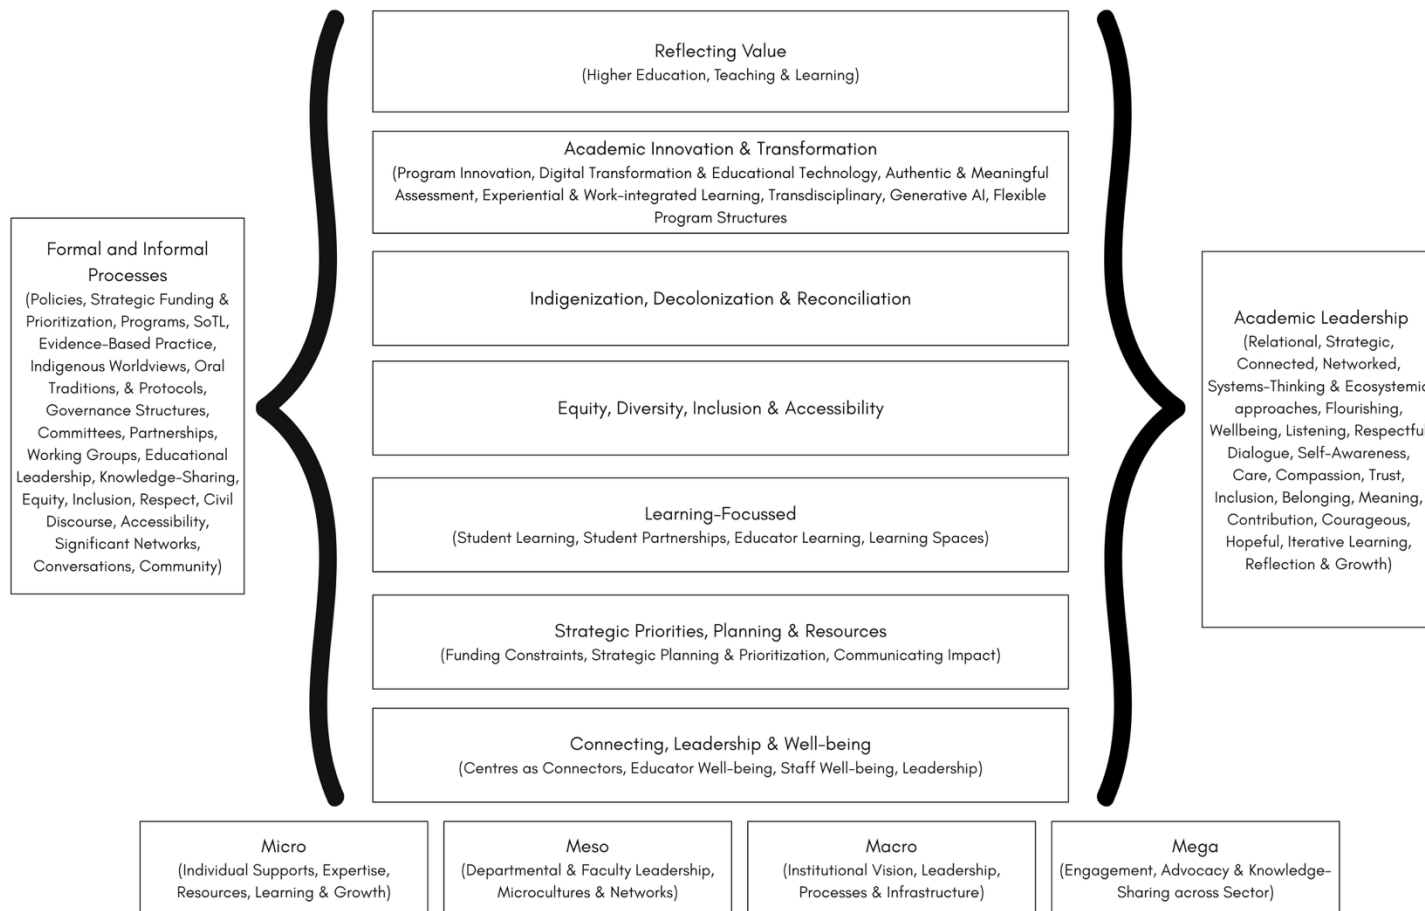 Reflecting Value
(Higher Education, Teaching & Learning)
Academic Innovation & Transformation
(Program Innovation, Digital Transformation & Educational Technology, Authentic & Meaningful
Assessment, Experiential & Work-integrated Learning, Transdisciplinary, Generative AI, Flexible
Program Structures
Formal and Informal
Processes
(Policies, Strategic Funding &
Prioritization, Programs, SoTL,
Evidence-Based Practice,
Indigenous Worldviews, Oral
Traditions, & Protocols,
Governance Structures,
Committees, Partnerships,
Working Groups, Educational
Leadership, Knowledge-Sharing,
Equity, Inclusion, Respect, Civil
Discourse, Accessibility,
Significant Networks,
Conversations, Community)
Indigenization, Decolonization & Reconciliation
Equity, Diversity, Inclusion & Accessibility
Learning-Focussed
(Student Learning, Student Partnerships, Educator Learning, Learning Spaces)
Strategic Priorities, Planning & Resources
(Funding Constraints, Strategic Planning & Prioritization, Communicating Impact)
Connecting, Leadership & Well-being
(Centres as Connectors, Educator Well-being, Staff Well-being, Leadership)
Academic Leadership
(Relational, Strategic,
Connected, Networked,
Systems-Thinking & Ecosystemic
approaches, Flourishing,
Wellbeing, Listening, Respectful
Dialogue, Self-Awareness,
Care, Compassion, Trust,
Inclusion, Belonging, Meaning,
Contribution, Courageous,
Hopeful, Iterative Learning,
Reflection & Growth)
Micro
(Individual Supports, Expertise,
Resources, Learning & Growth)
Meso
(Departmental & Faculty Leadership,
Microcultures & Networks)
Macro
(Institutional Vision, Leadership,
Processes & Infrastructure)
Mega
(Engagement, Advocacy & Knowledge-
Sharing across Sector)